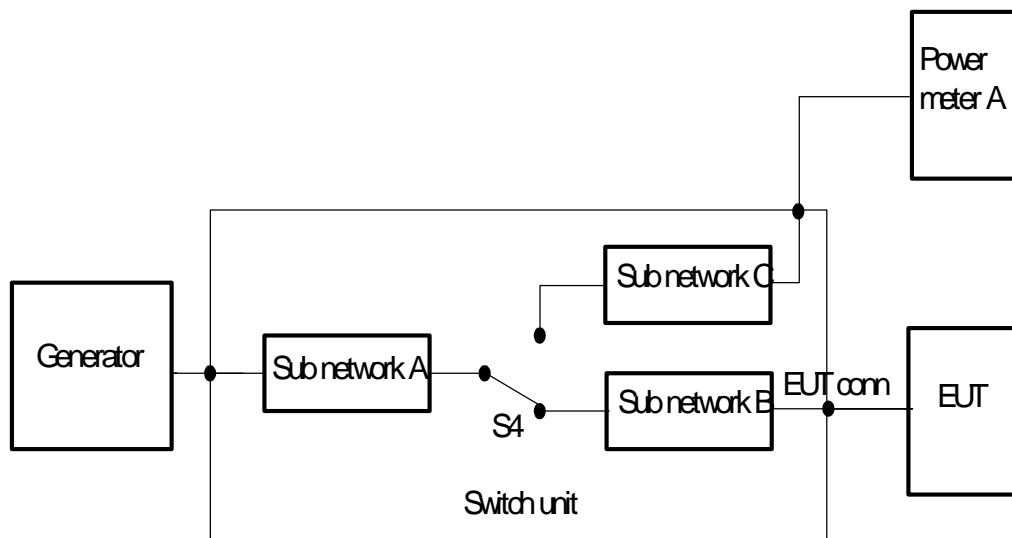 Power
meter A
Sub network C
Generator
Sub network A
EUT conn
Sub network B
EUT
S4
Switch unit